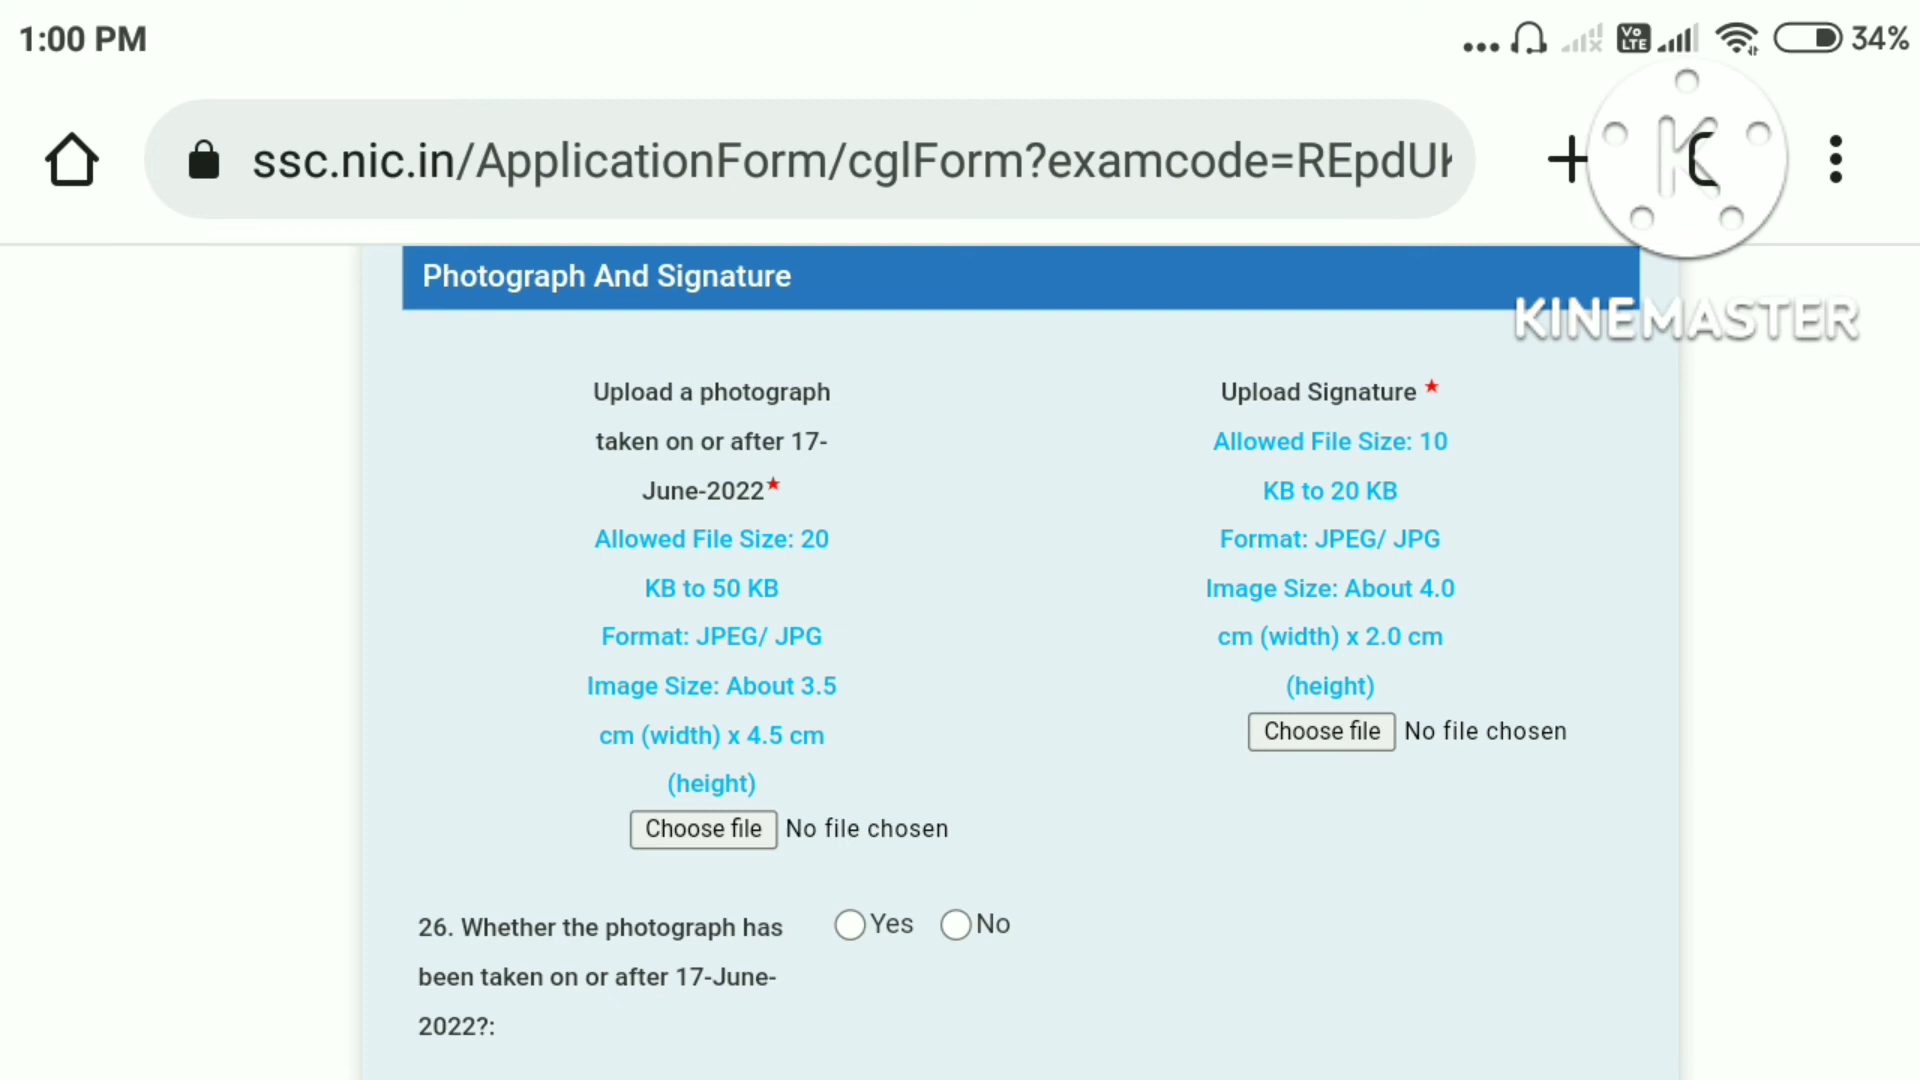 1:00 PM
Vo LTE
34%
ssc.nic.in/ApplicationForm/cglForm?examcode=REpdU
K
KINEMASTER
Photograph And Signature
Upload a photograph
taken on or after 17-
June-2022★
Allowed File Size: 20
KB to 50 KB
Format: JPEG/ JPG
Image Size: About 3.5
cm (width) x 4.5 cm
(height)
Choose file No file chosen
Upload Signature ★
Allowed File Size: 10
KB to 20 KB
Format: JPEG/ JPG
Image Size: About 4.0
cm (width) x 2.0 cm
(height)
Choose file No file chosen
26. Whether the photograph has
been taken on or after 17-June-
2022?:
Yes No